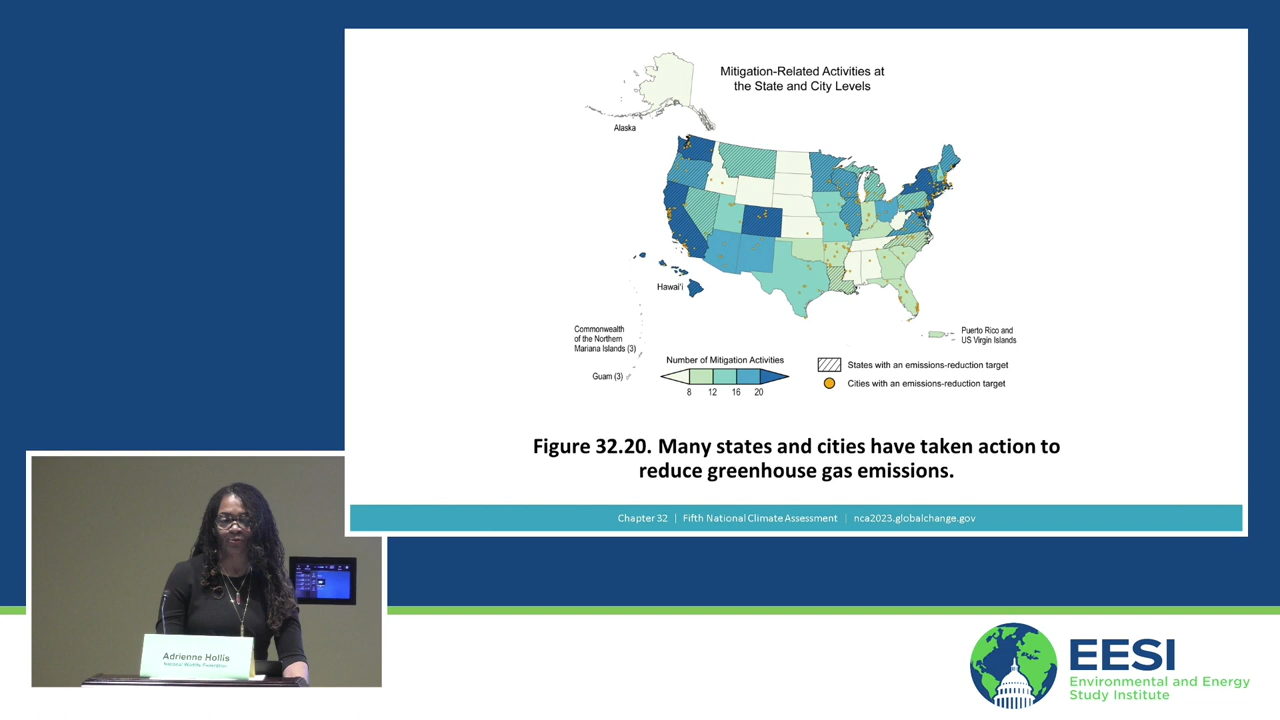 Mitigation-Related Activities at
the State and City Levels
Alaska
Hawai'i
Commonwealth
of the Northern
Mariana Islands (3)
Guam (3)
Puerto Rico and
US Virgin Islands
Number of Mitigation Activities
8 12 16 20
States with an emissions-reduction target
Cities with an emissions-reduction target
Figure 32.20. Many states and cities have taken action to
reduce greenhouse gas emissions.
Chapter 32 | Fifth National Climate Assessment | nca2023.globalchange.gov
Adrienne Hollis
National Wildlife Federation
EESI
Environmental and Energy
Study Institute